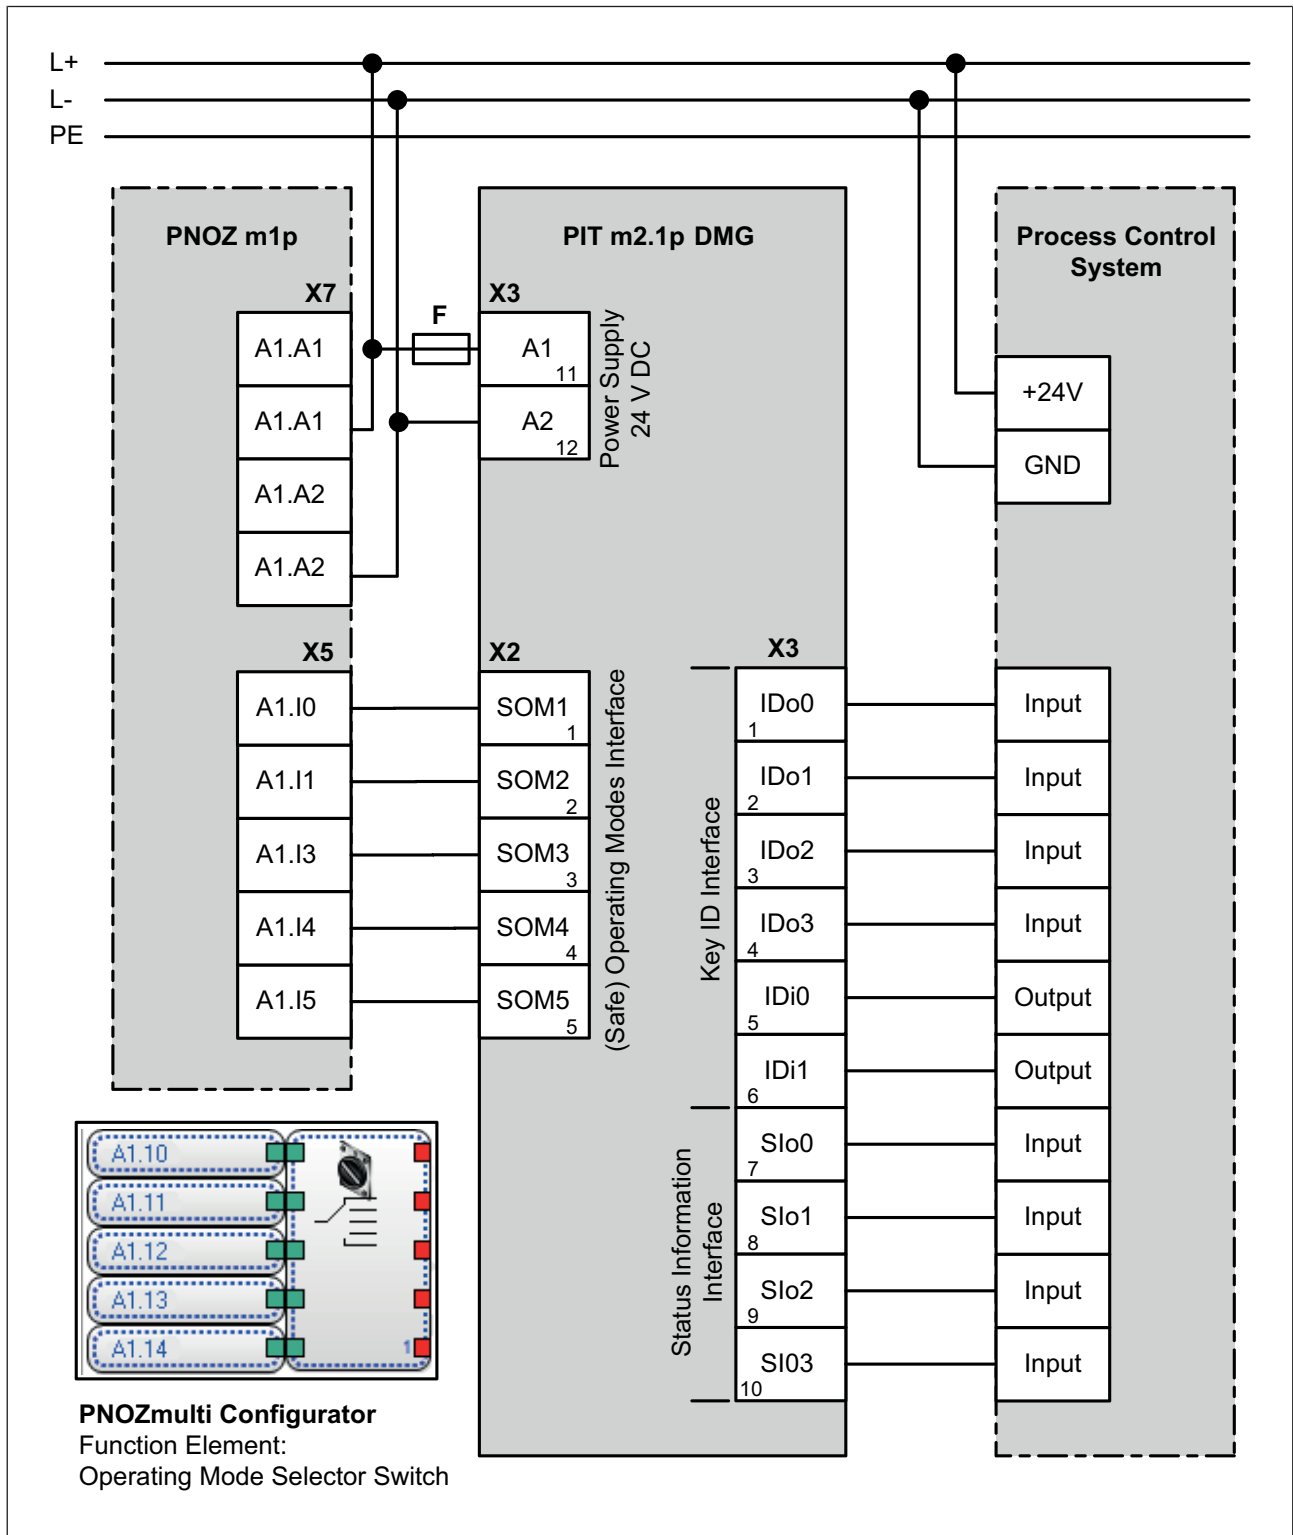 L+
L-
PE
PNOZ m1p
X7
A1.A1
A1.A1
A1.A2
A1.A2
X5
A1.I0
A1.I1
A1.I3
A1.I4
A1.I5
F
PIT m2.1p DMG
X3
A1
11
A2
12
Power Supply
24 V DC
X2
SOM1
1
SOM2
2
SOM3
3
SOM4
4
SOM5
5
(Safe) Operating Modes Interface
X3
IDo0
1
IDo1
2
IDo2
3
IDo3
4
IDi0
5
IDi1
6
SIo0
7
SIo1
8
SIo2
9
SI03
10
Key ID Interface
Status Information
Interface
Process Control
System
+24V
GND
Input
Input
Input
Input
Output
Output
Input
Input
Input
Input
A1.10
A1.11
A1.12
A1.13
A1.14
1
PNOZmulti Configurator
Function Element:
Operating Mode Selector Switch